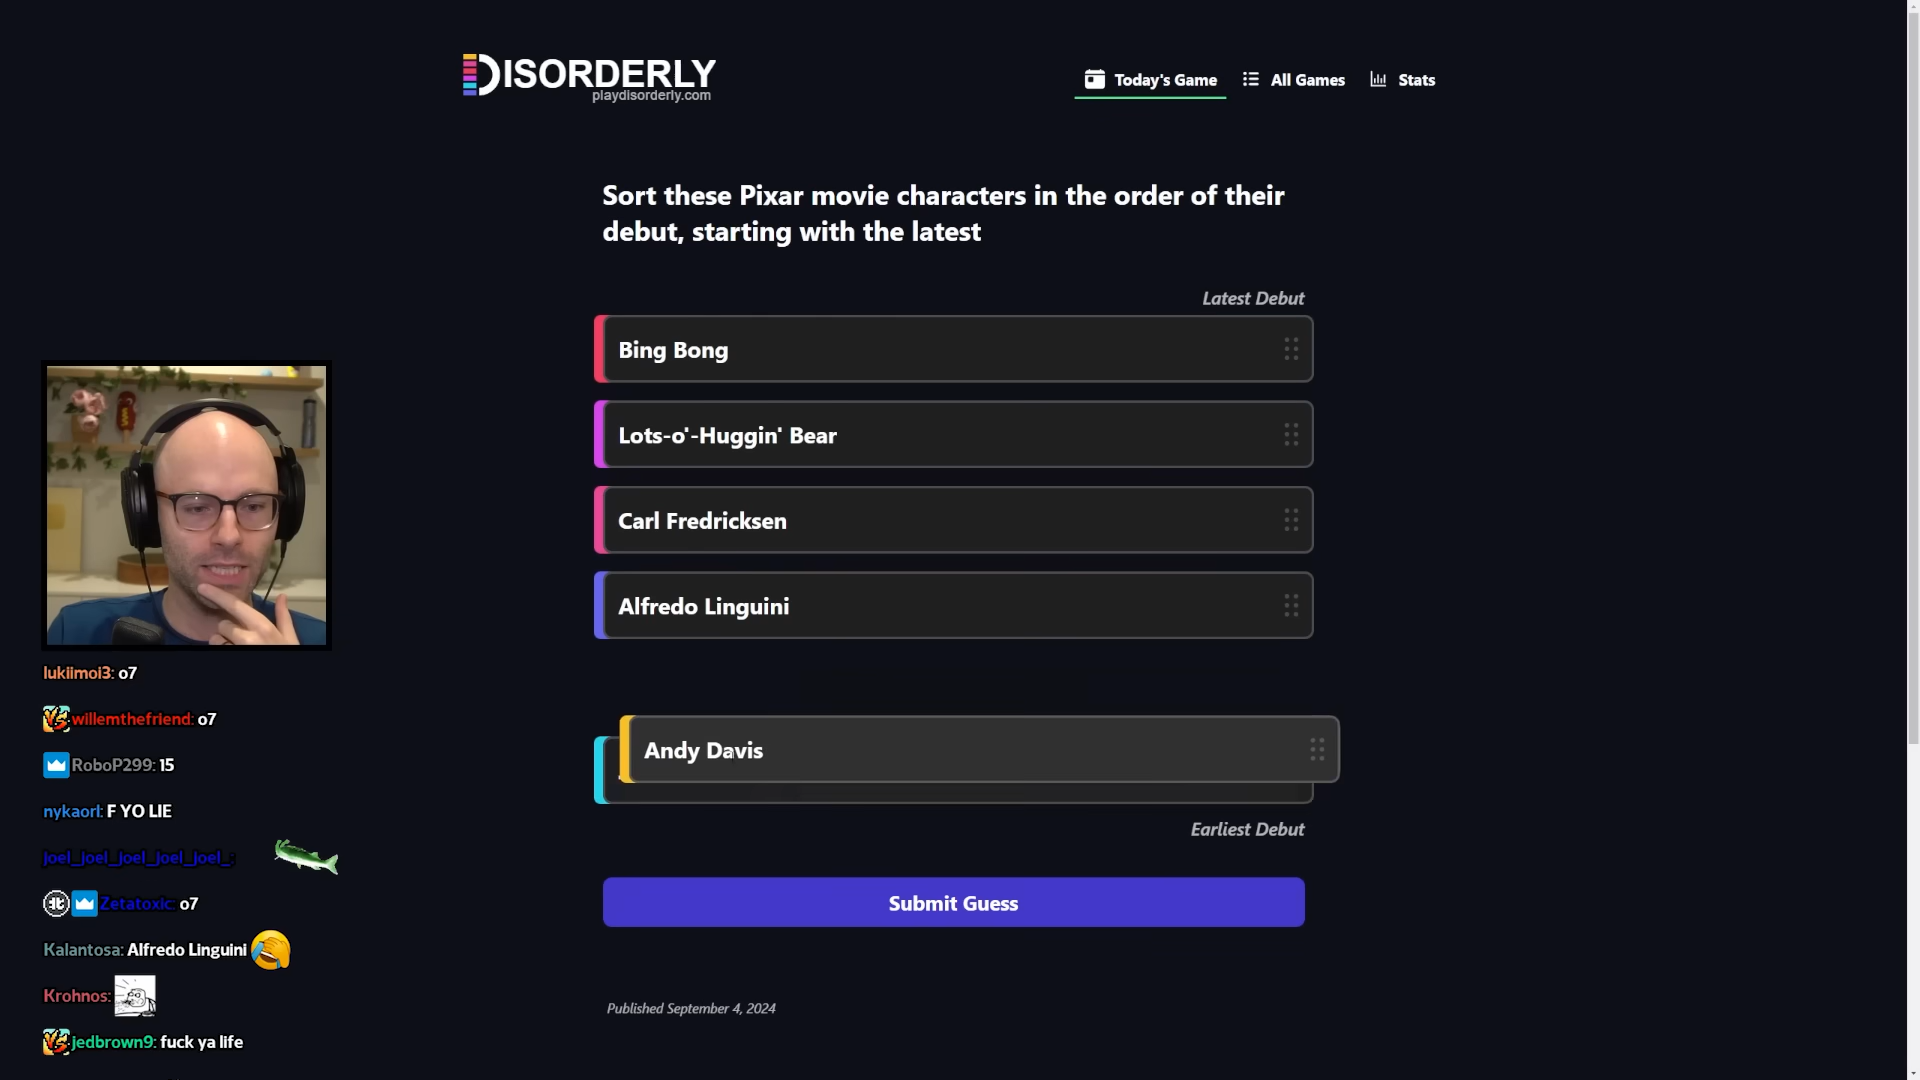 DISORDERLY
playdisorderly.com
Today's Game
All Games
Stats
Sort these Pixar movie characters in the order of their
debut, starting with the latest
Latest Debut
Bing Bong
Lots-o'-Huggin' Bear
Carl Fredricksen
Alfredo Linguini
Andy Davis
Earliest Debut
Submit Guess
Published September 4, 2024
lukiimoi3: o7
willemthefriend: o7
RoboP299: 15
nykaorl: F YO LIE
Joel_Joel_Joel_Joel_Joel_:
Zetatoxic: o7
Kalantosa: Alfredo Linguini
Krohnos:
jedbrown9: fuck ya life